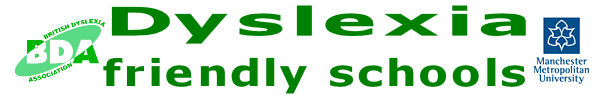 BRITISH DYSLEXIA
BDA
ASSOCIATION
Dyslexia
friendly schools
Manchester
Metropolitan
University